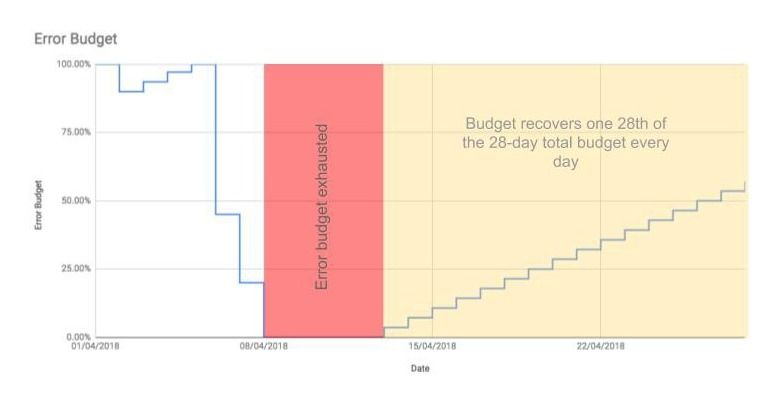 Error Budget
100.00%
75.00%
50.00%
25.00%
0.00%
Error Budget
Error budget exhausted
Budget recovers one 28th of
the 28-day total budget every
day
01/04/2018
08/04/2018
15/04/2018
22/04/2018
Date